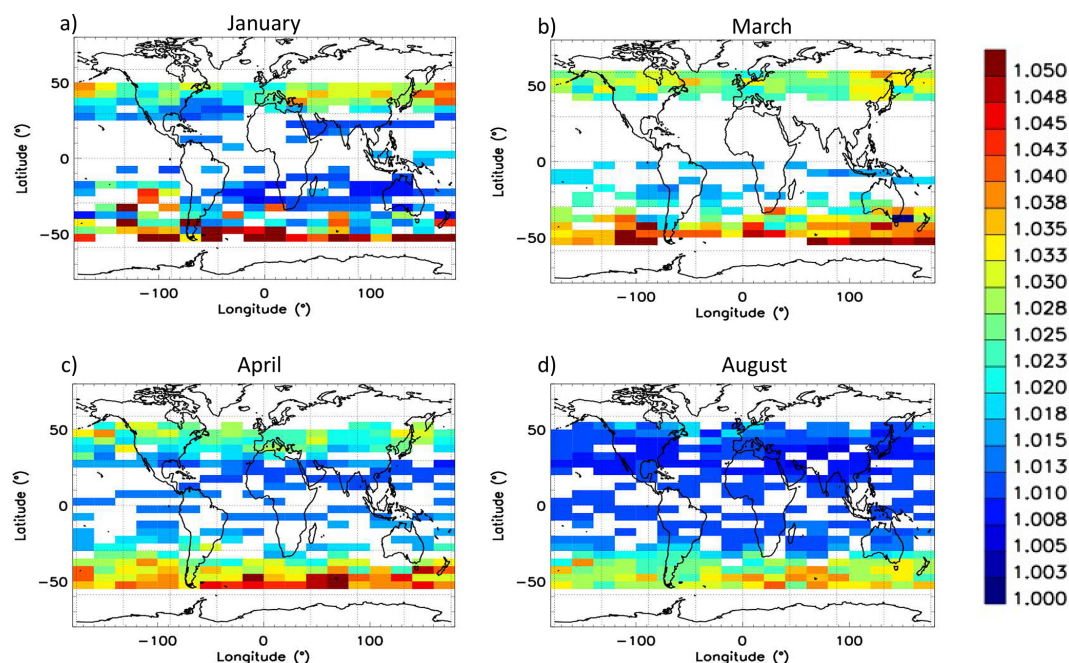 a) January
50
0
−50
Latitude (°)
−100 0 100
Longitude (°)
b) March
50
0
−50
Latitude (°)
−100 0 100
Longitude (°)
c) April
50
0
−50
Latitude (°)
−100 0 100
Longitude (°)
d) August
50
0
−50
Latitude (°)
−100 0 100
Longitude (°)
1.050
1.048
1.045
1.043
1.040
1.038
1.035
1.033
1.030
1.028
1.025
1.023
1.020
1.018
1.015
1.013
1.010
1.008
1.005
1.003
1.000